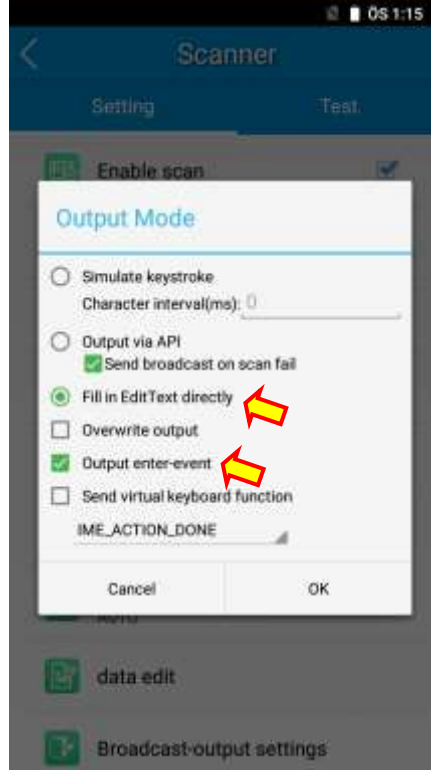 ÖS 1:15
Scanner
Setting Test
Enable scan
Output Mode
Simulate keystroke
Character interval(ms): 0
Output via API
Send broadcast on scan fail
Fill in EditText directly
Overwrite output
Output enter-event
Send virtual keyboard function
IME_ACTION_DONE
Cancel OK
data edit
Broadcast-output settings